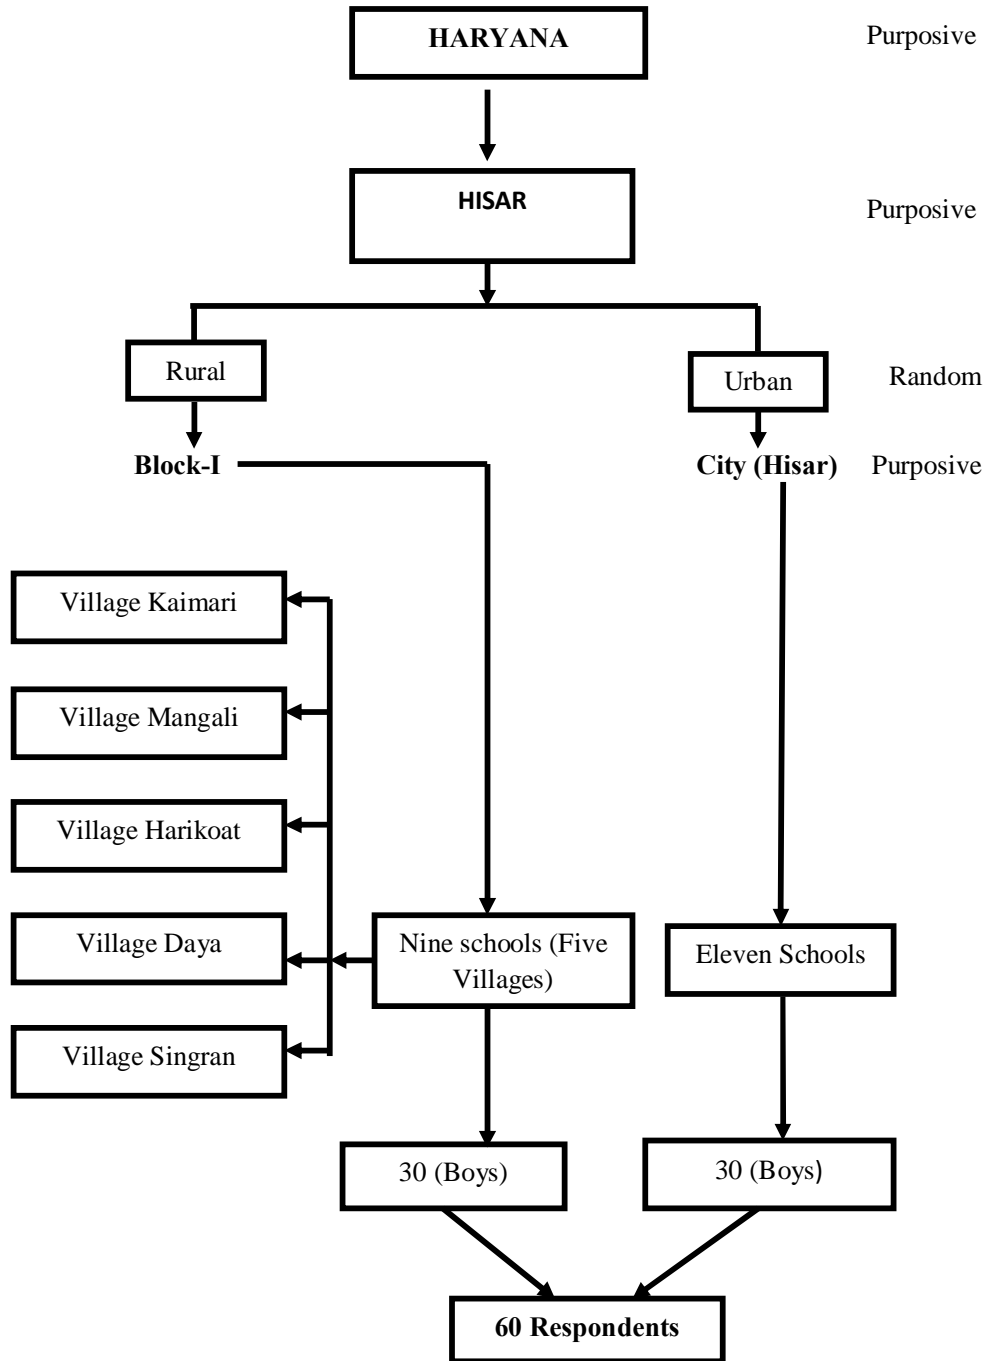 HARYANA
Purposive
HISAR
Purposive
Rural
Urban
Random
Block-I
City (Hisar)
Purposive
Village Kaimari
Village Mangali
Village Harikoat
Village Daya
Nine schools (Five
Villages)
Eleven Schools
Village Singran
30 (Boys)
30 (Boys)
60 Respondents